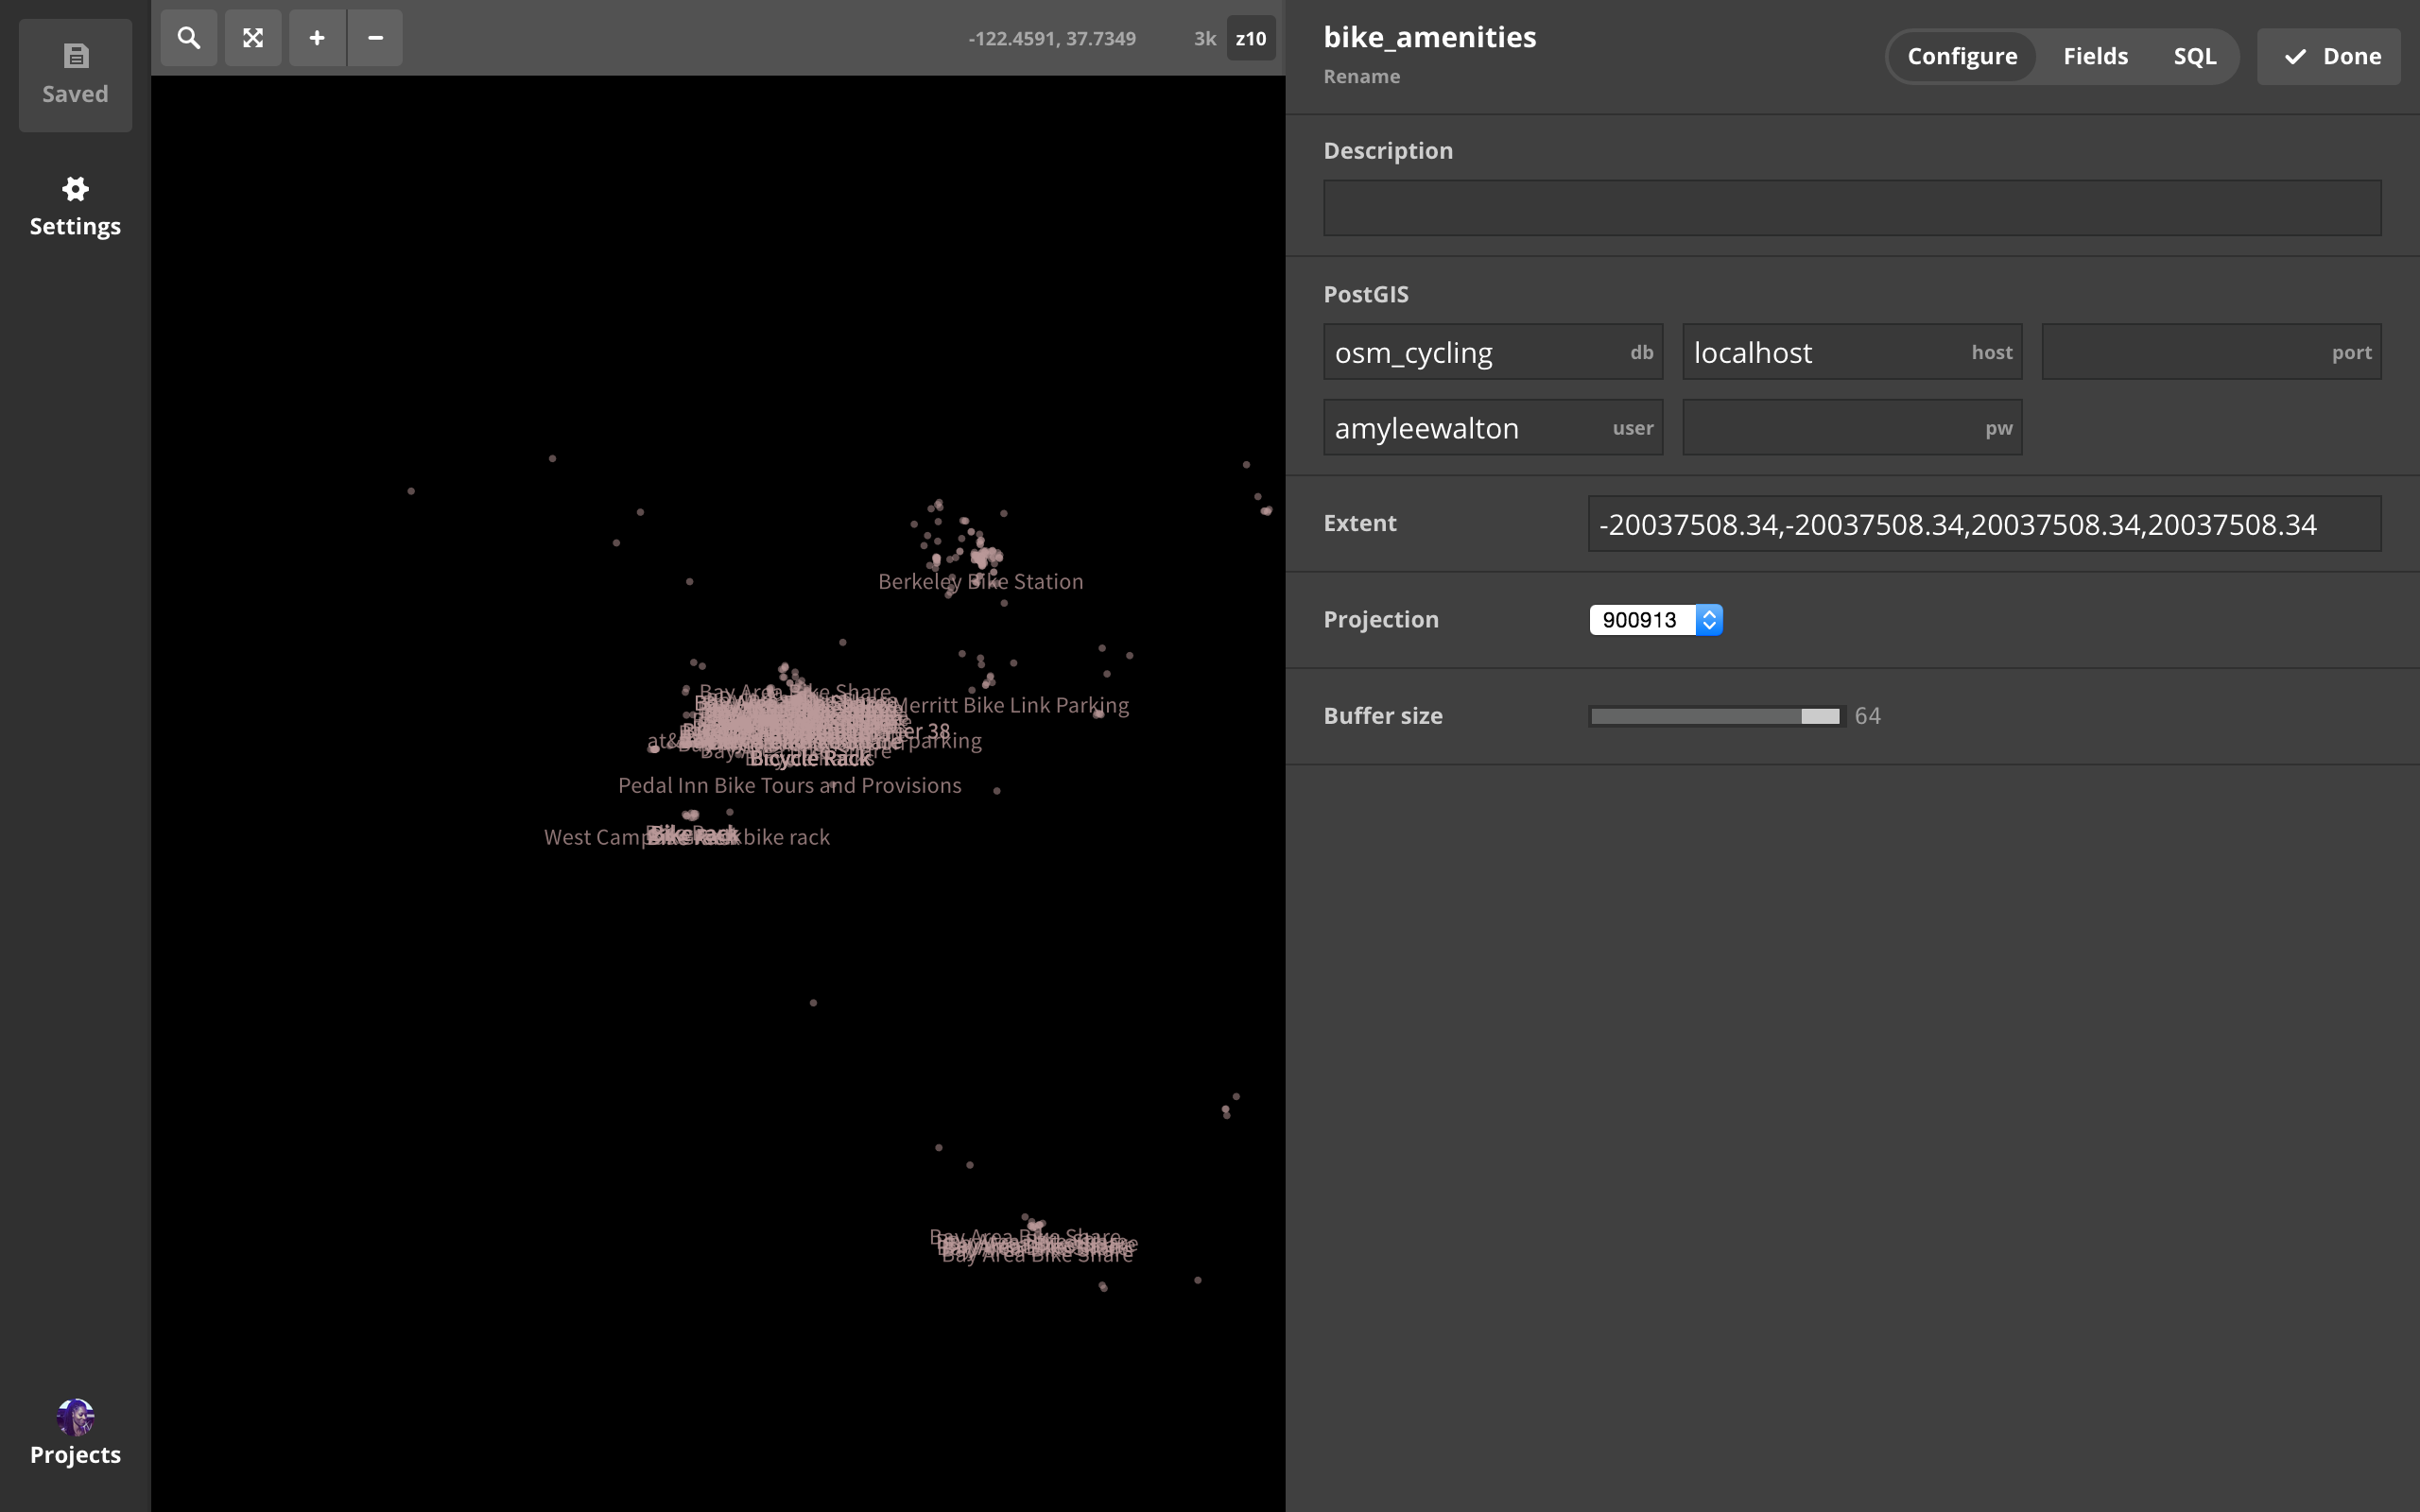 Saved
Settings
Projects
-122.4591, 37.7349 3k z10
Berkeley Bike Station
Bay Area Bike Share
Merritt Bike Link Parking
38
parking
Bicycle Rack
Pedal Inn Bike Tours and Provisions
West Camp
Bike Rack
bike rack
Bay Area Bike Share
Bay Area Bike Share
bike_amenities
Rename
Configure Fields SQL Done
Description
PostGIS
osm_cycling db localhost host port
amyleewalton user pw
Extent -20037508.34,-20037508.34,20037508.34,20037508.34
Projection 900913
Buffer size 64